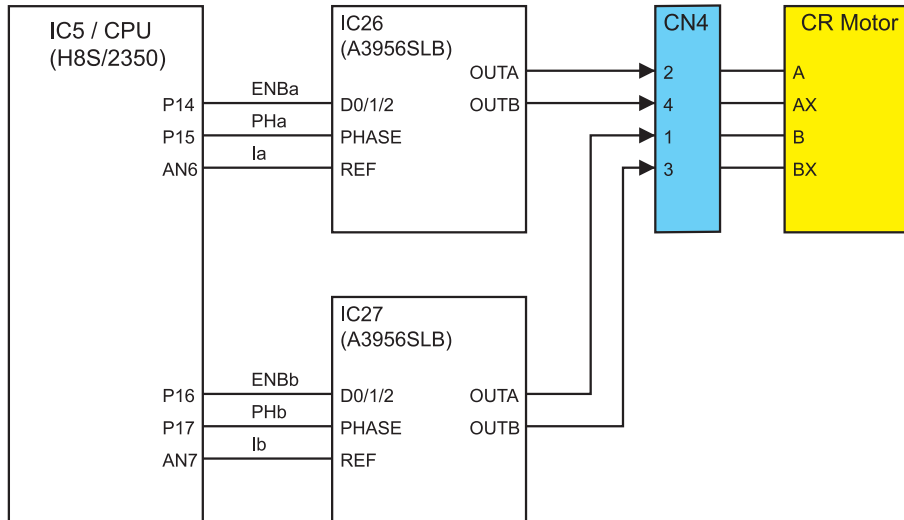 IC5 / CPU
(H8S/2350)
P14
P15
AN6
P16
P17
AN7
ENBa
PHa
Ia
ENBb
PHb
Ib
IC26
(A3956SLB)
OUTA
OUTB
D0/1/2
PHASE
REF
IC27
(A3956SLB)
D0/1/2
OUTA
PHASE
OUTB
REF
CN4
2
4
1
3
CR Motor
A
AX
B
BX